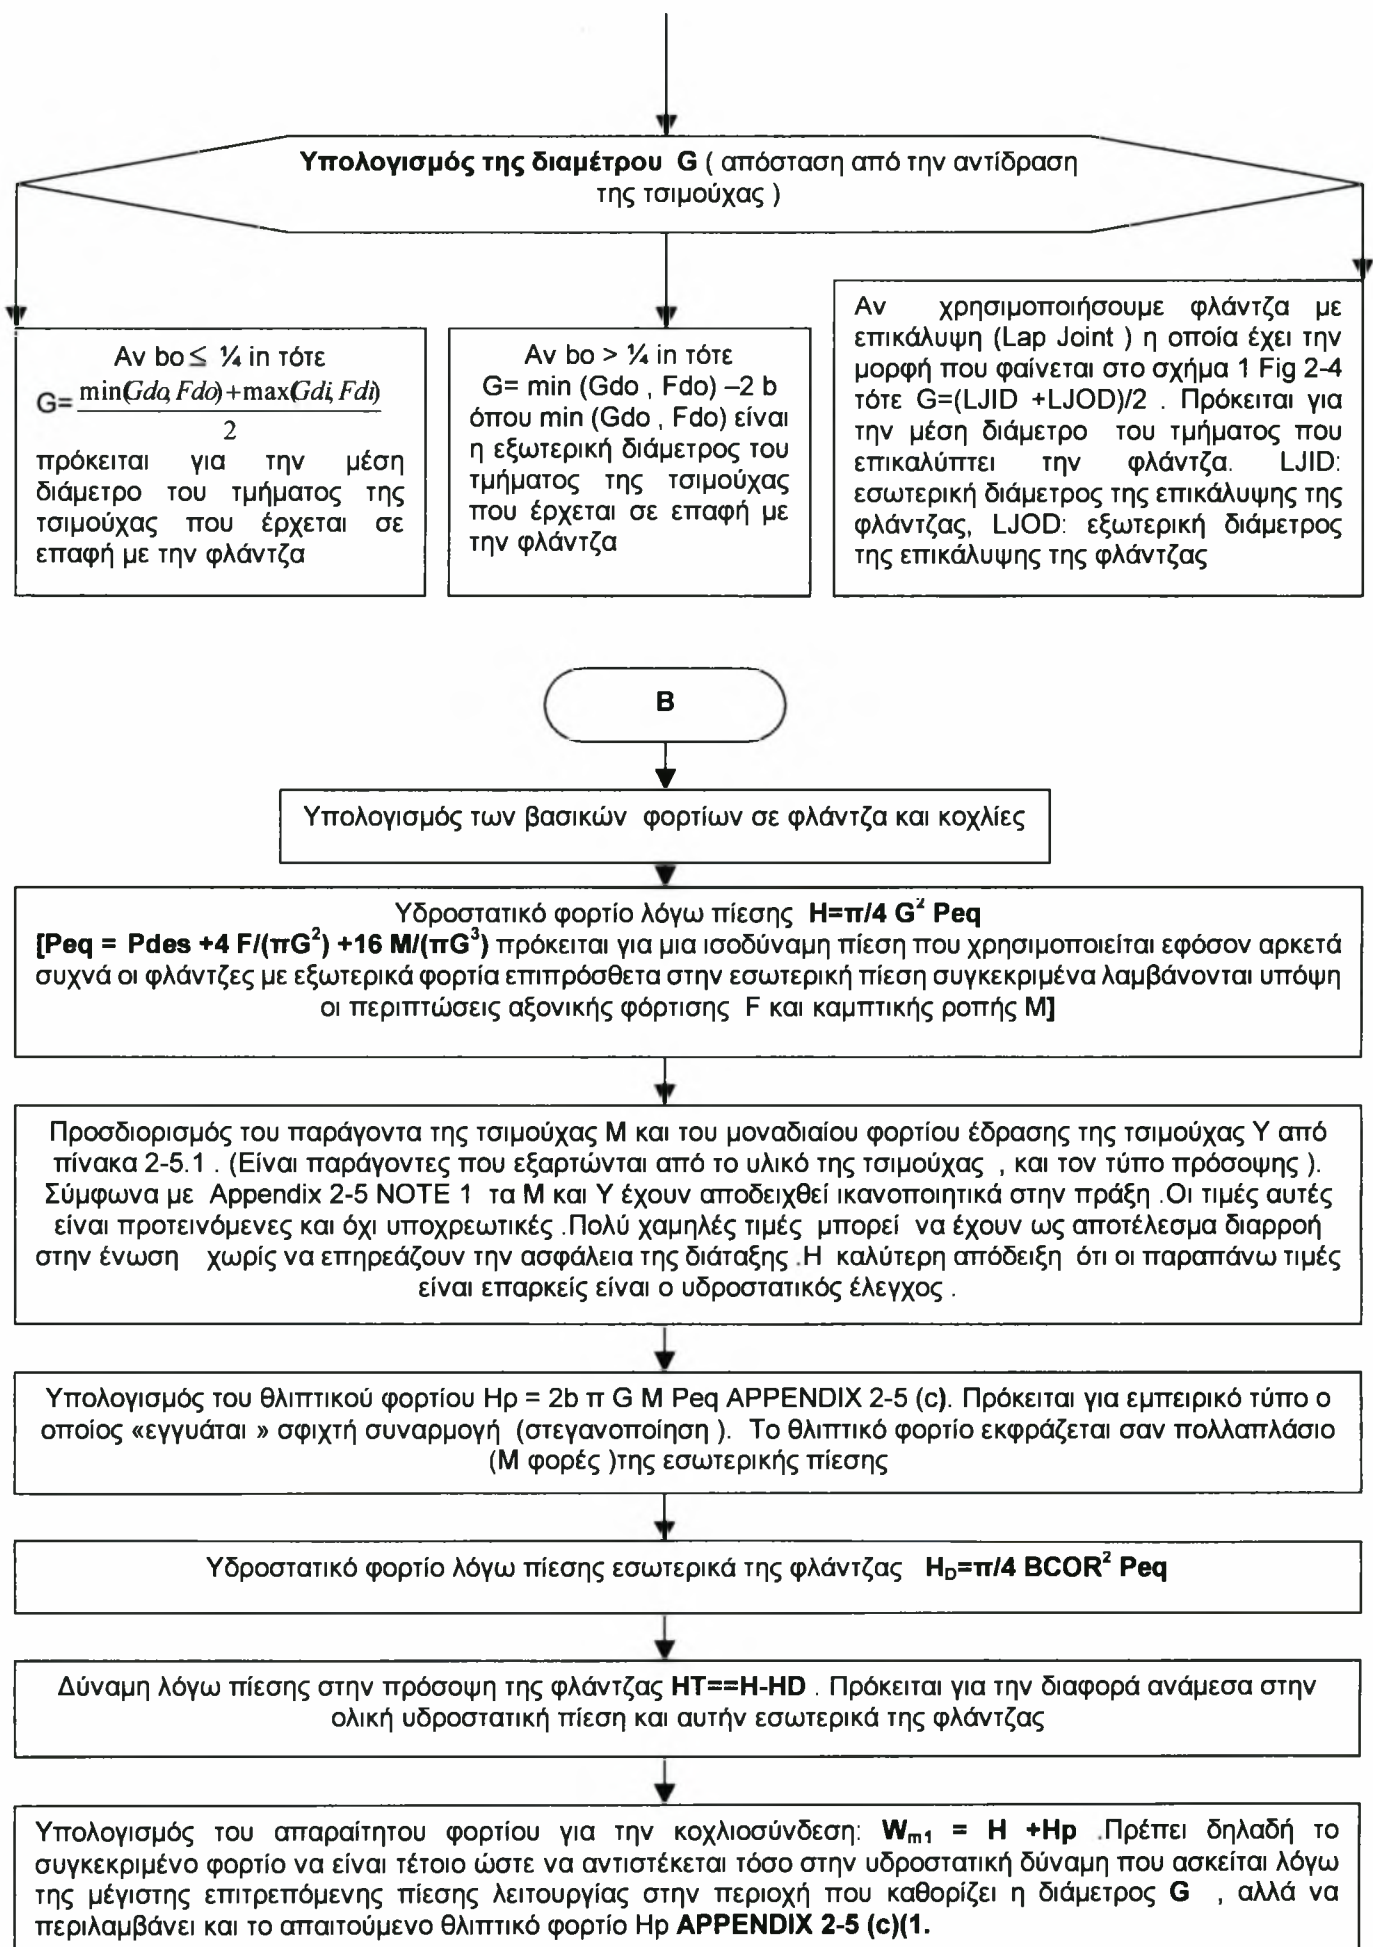 Υπολογισμός της διαμέτρου G ( απόσταση από την αντίδραση
της τσιμούχας )
Αν bo ≤ ¼ in τότε
G= min(Gdo, Fdo)+max(Gdi, Fdi)
2
πρόκειται για την μέση
διάμετρο του τμήματος της
τσιμούχας που έρχεται σε
επαφή με την φλάντζα
Αν bo > ¼ in τότε
G= min (Gdo , Fdo) –2 b
όπου min (Gdo , Fdo) είναι
η εξωτερική διάμετρος του
τμήματος της τσιμούχας
που έρχεται σε επαφή με
την φλάντζα
Αν χρησιμοποιήσουμε φλάντζα με
επικάλυψη (Lap Joint ) η οποία έχει την
μορφή που φαίνεται στο σχήμα 1 Fig 2-4
τότε G=(LJID +LJOD)/2 . Πρόκειται για
την μέση διάμετρο του τμήματος που
επικαλύπτει την φλάντζα. LJID:
εσωτερική διάμετρος της επικάλυψης της
φλάντζας, LJOD: εξωτερική διάμετρος
της επικάλυψης της φλάντζας
B
Υπολογισμός των βασικών φορτίων σε φλάντζα και κοχλίες
Υδροστατικό φορτίο λόγω πίεσης H=π/4 G² Peq
[Peq = Pdes +4 F/(πG²) +16 M/(πG³) πρόκειται για μια ισοδύναμη πίεση που χρησιμοποιείται εφόσον αρκετά
συχνά οι φλάντζες με εξωτερικά φορτία επιπρόσθετα στην εσωτερική πίεση συγκεκριμένα λαμβάνονται υπόψη
οι περιπτώσεις αξονικής φόρτισης F και καμπτικής ροπής M]
Προσδιορισμός του παράγοντα της τσιμούχας M και του μοναδιαίου φορτίου έδρασης της τσιμούχας Y από
πίνακα 2-5.1 . (Είναι παράγοντες που εξαρτώνται από το υλικό της τσιμούχας , και τον τύπο πρόσοψης ).
Σύμφωνα με Appendix 2-5 NOTE 1 τα M και Y έχουν αποδειχθεί ικανοποιητικά στην πράξη .Οι τιμές αυτές
είναι προτεινόμενες και όχι υποχρεωτικές .Πολύ χαμηλές τιμές μπορεί να έχουν ως αποτέλεσμα διαρροή
στην ένωση χωρίς να επηρεάζουν την ασφάλεια της διάταξης .Η καλύτερη απόδειξη ότι οι παραπάνω τιμές
είναι επαρκείς είναι ο υδροστατικός έλεγχος .
Υπολογισμός του θλιπτικού φορτίου Hp = 2b π G M Peq APPENDIX 2-5 (c). Πρόκειται για εμπειρικό τύπο ο
οποίος «εγγυάται » σφιχτή συναρμογή (στεγανοποίηση ). Το θλιπτικό φορτίο εκφράζεται σαν πολλαπλάσιο
(M φορές )της εσωτερικής πίεσης
Υδροστατικό φορτίο λόγω πίεσης εσωτερικά της φλάντζας H_D=π/4 BCOR² Peq
Δύναμη λόγω πίεσης στην πρόσοψη της φλάντζας HT==H-HD . Πρόκειται για την διαφορά ανάμεσα στην
ολική υδροστατική πίεση και αυτήν εσωτερικά της φλάντζας
Υπολογισμός του απαραίτητου φορτίου για την κοχλιοσύνδεση: W_m1 = H +Hp .Πρέπει δηλαδή το
συγκεκριμένο φορτίο να είναι τέτοιο ώστε να αντιστέκεται τόσο στην υδροστατική δύναμη που ασκείται λόγω
της μέγιστης επιτρεπόμενης πίεσης λειτουργίας στην περιοχή που καθορίζει η διάμετρος G , αλλά να
περιλαμβάνει και το απαιτούμενο θλιπτικό φορτίο Hp APPENDIX 2-5 (c)(1.